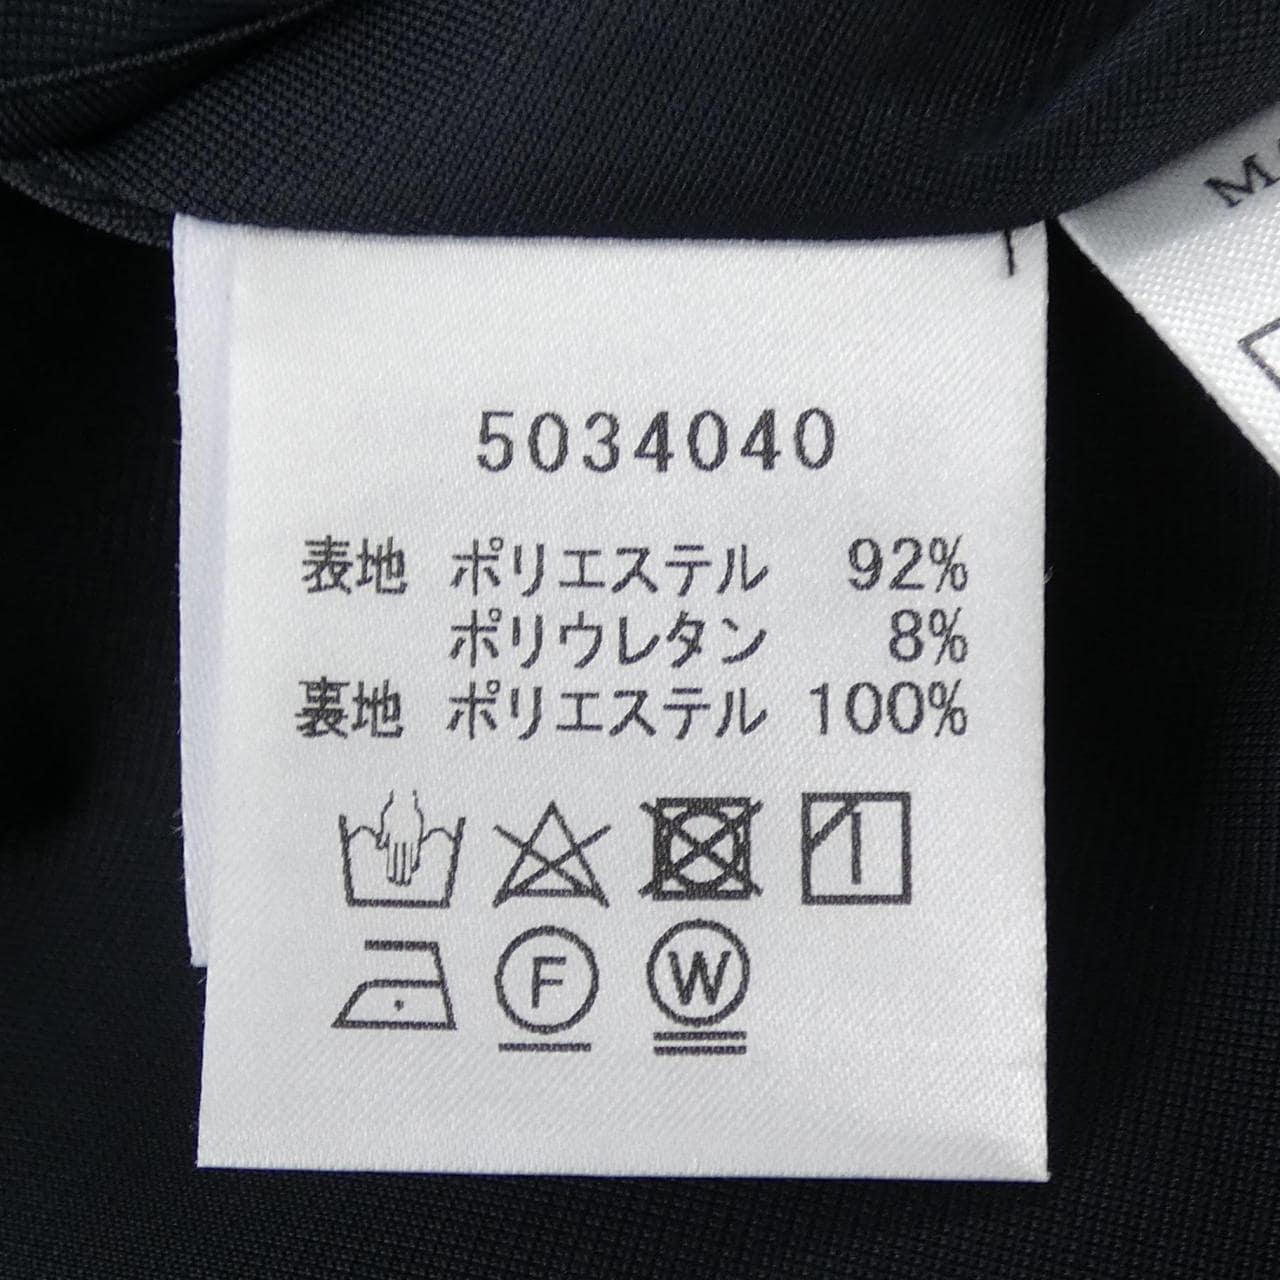 5034040
表地 ポリエステル 92%
ポリウレタン 8%
裏地 ポリエステル 100%
F
W